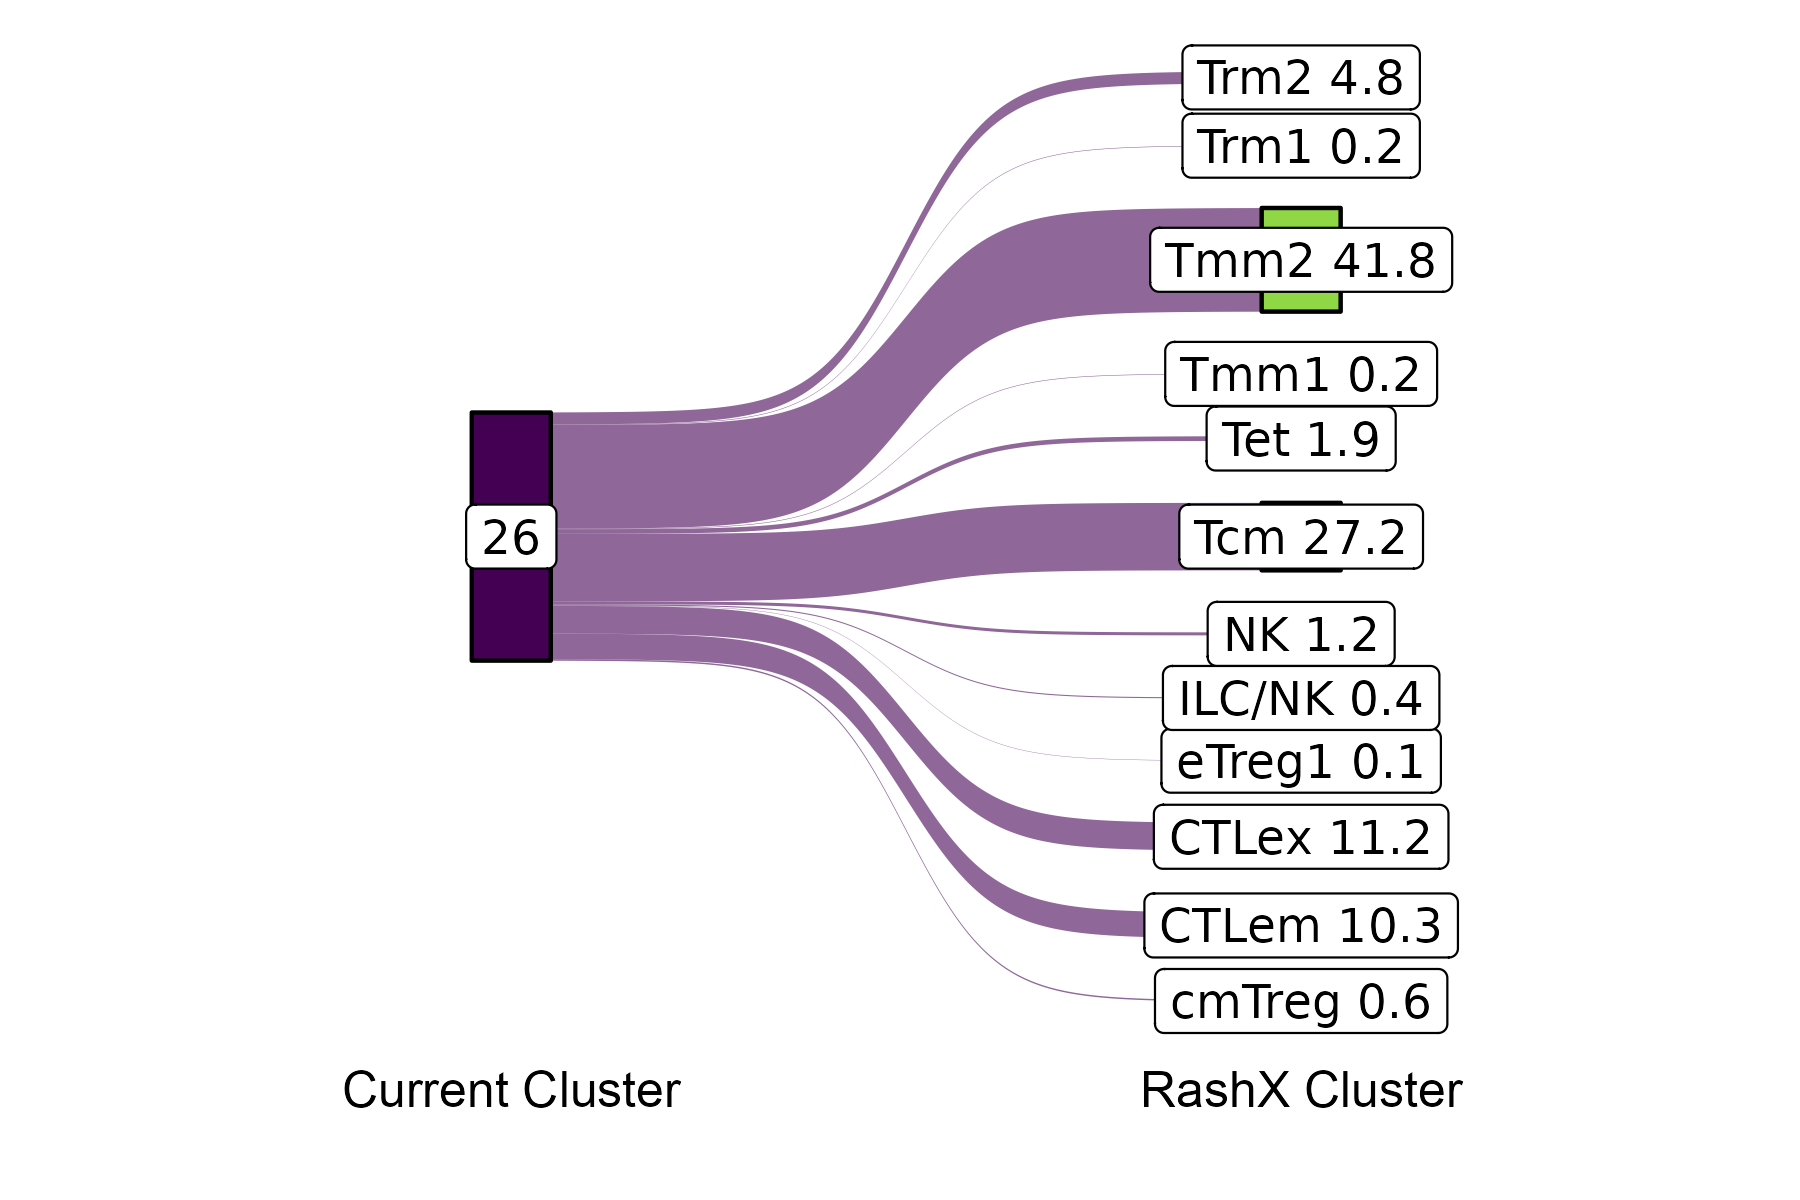 Trm2 4.8
Trm1 0.2
Tmm2 41.8
Tmm1 0.2
Tet 1.9
26
Tcm 27.2
NK 1.2
ILC/NK 0.4
eTreg1 0.1
CTLex 11.2
CTLem 10.3
cmTreg 0.6
Current Cluster
RashX Cluster